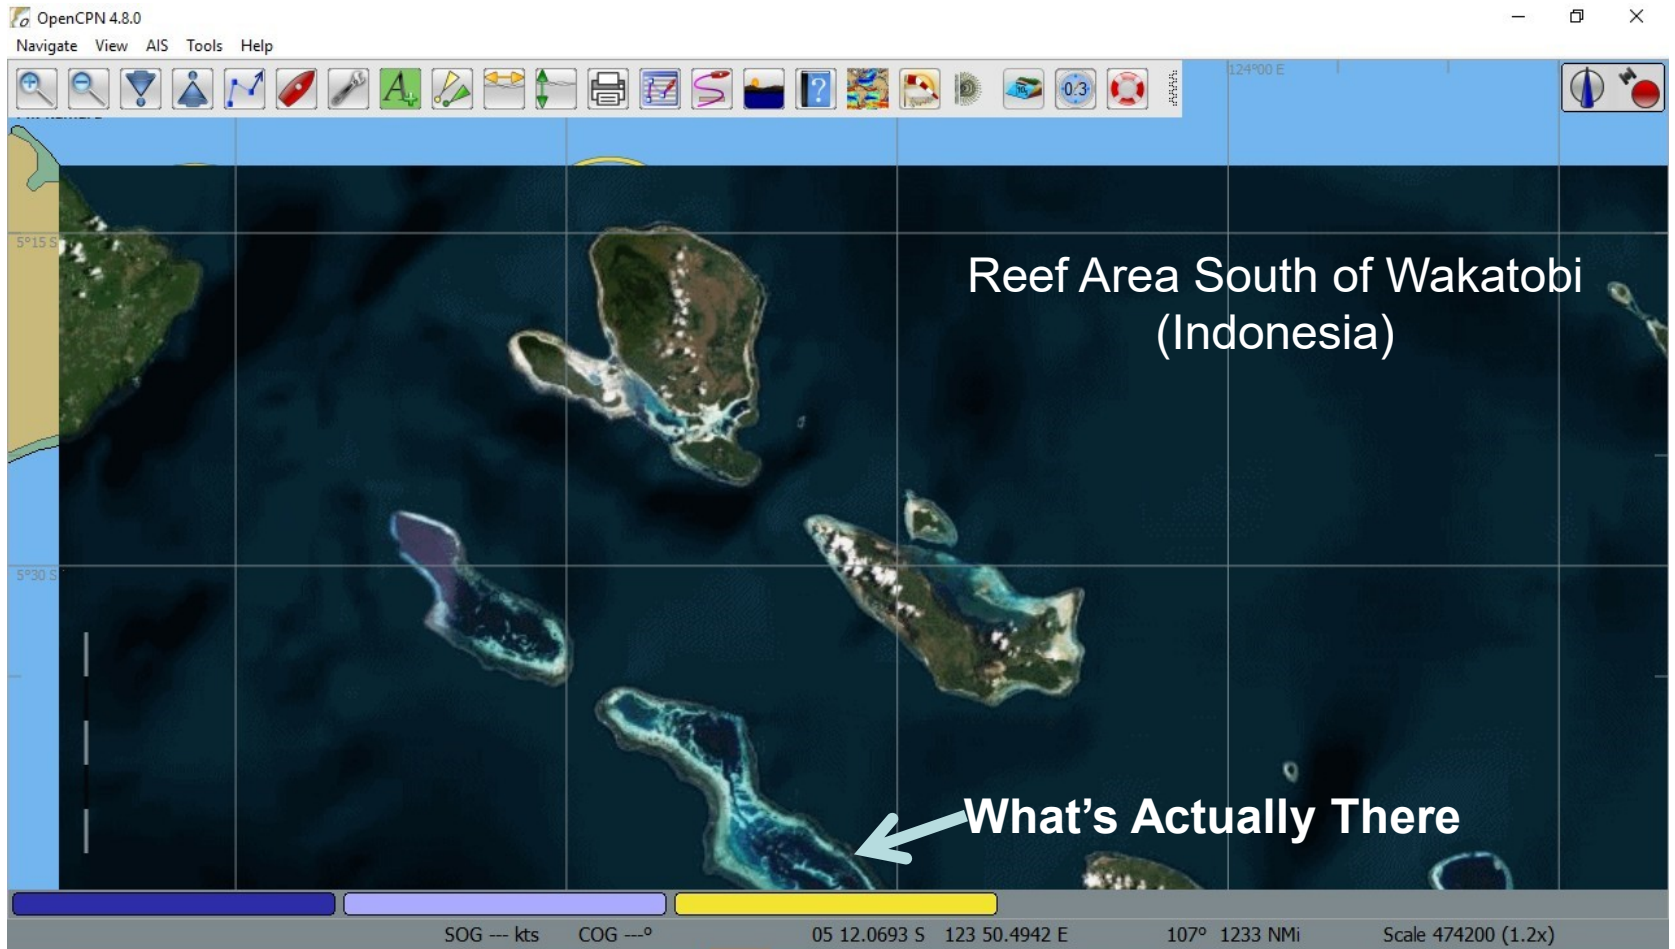 OpenCPN 4.8.0
Navigate View AIS Tools Help
124°00 E
0.3
5°15 S
Reef Area South of Wakatobi
(Indonesia)
5°30 S
What's Actually There
SOG --- kts COG ---° 05 12.0693 S 123 50.4942 E 107° 1233 NMi Scale 474200 (1.2x)